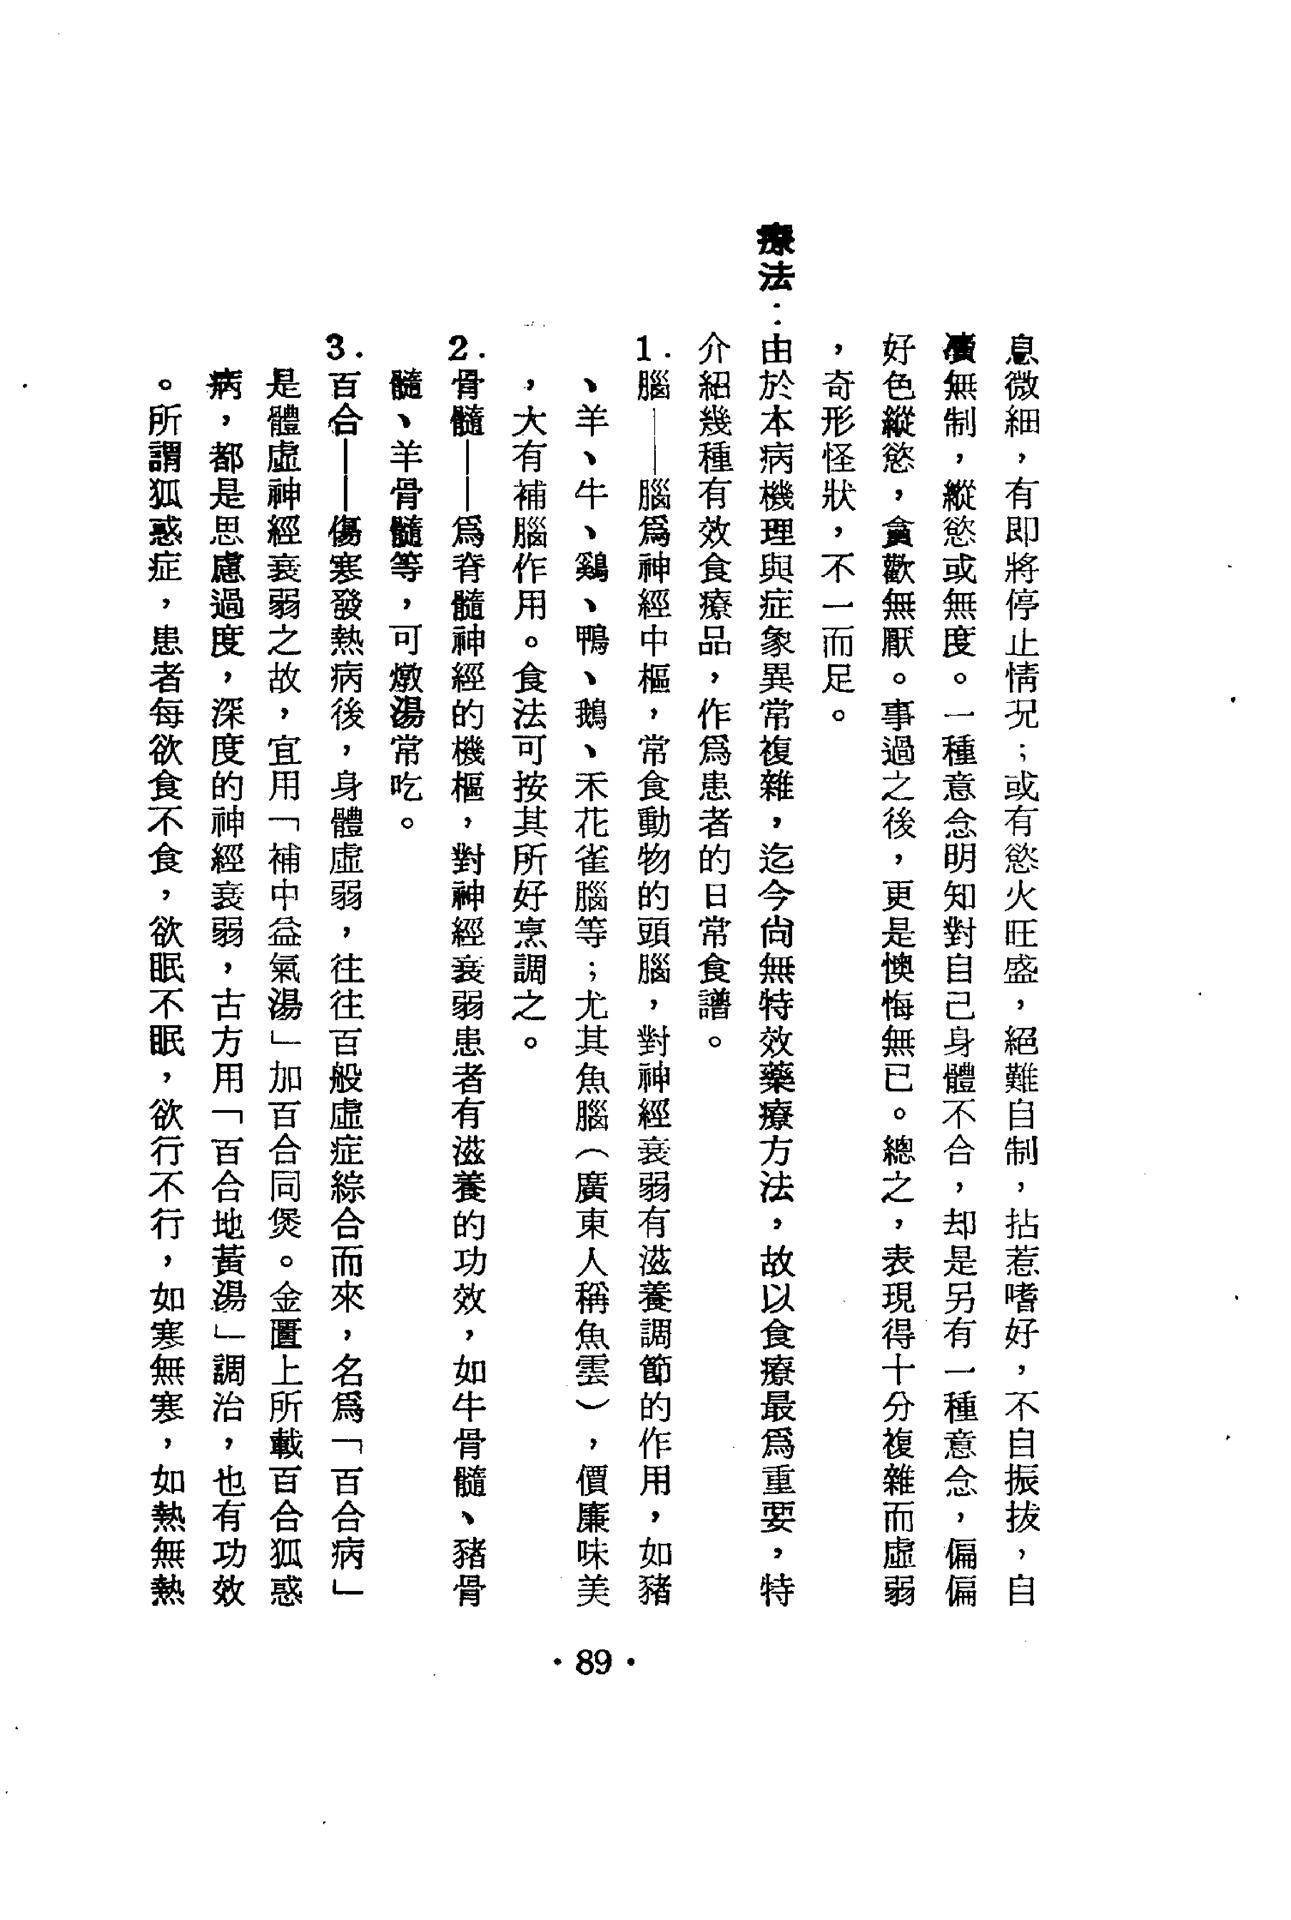 息微細，有即將停止情況；或有慾火旺盛，絕難自制，拈惹嗜好，不自振拔，自
瀆無制，縱慾或無度。一種意念明知對自己身體不合，却是另有一種意念，偏偏
好色縱慾，貪歡無厭。事過之後，更是懊悔無已。總之，表現得十分複雜而虛弱
，奇形怪狀，不一而足。
療法：由於本病機理與症象異常複雜，迄今尙無特效藥療方法，故以食療最爲重要，特
介紹幾種有效食療品，作爲患者的日常食譜。
1.腦——腦爲神經中樞，常食動物的頭腦，對神經衰弱有滋養調節的作用，如豬
、羊、牛、鷄、鴨、鵝、禾花雀腦等；尤其魚腦（廣東人稱魚雲），價廉味美
，大有補腦作用。食法可按其所好烹調之。
2.骨髓——爲脊髓神經的機樞，對神經衰弱患者有滋養的功效，如牛骨髓、豬骨
髓、羊骨髓等，可燉湯常吃。
3.百合——傷寒發熱病後，身體虛弱，往往百般虛症綜合而來，名爲「百合病」
是體虛神經衰弱之故，宜用「補中益氣湯」加百合同煲。金匱上所載百合狐惑
病，都是思慮過度，深度的神經衰弱，古方用「百合地黃湯」調治，也有功效
。所謂狐惑症，患者每欲食不食，欲眠不眠，欲行不行，如寒無寒，如熱無熱
·89·